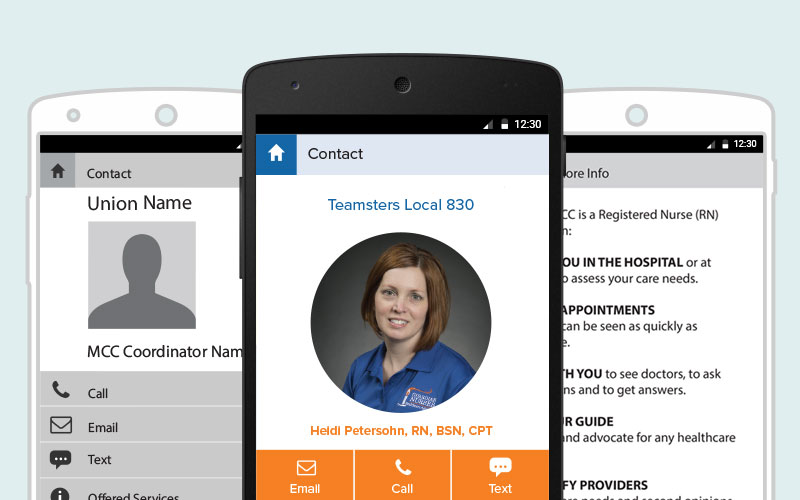 12:30
Contact
Union Name
MCC Coordinator Nam
Call
Email
Text
Offered Services
12:30
Contact
Teamsters Local 830
GUARDIAN
NURSES
Heidi Petersohn, RN, BSN, CPT
Email
Call
Text
ore Info
CC is a Registered Nurse (RN)
n:
OU IN THE HOSPITAL or at
o assess your care needs.
APPOINTMENTS
can be seen as quickly as
e.
TH YOU to see doctors, to ask
ns and to get answers.
R GUIDE
and advocate for any healthcare
FY PROVIDERS